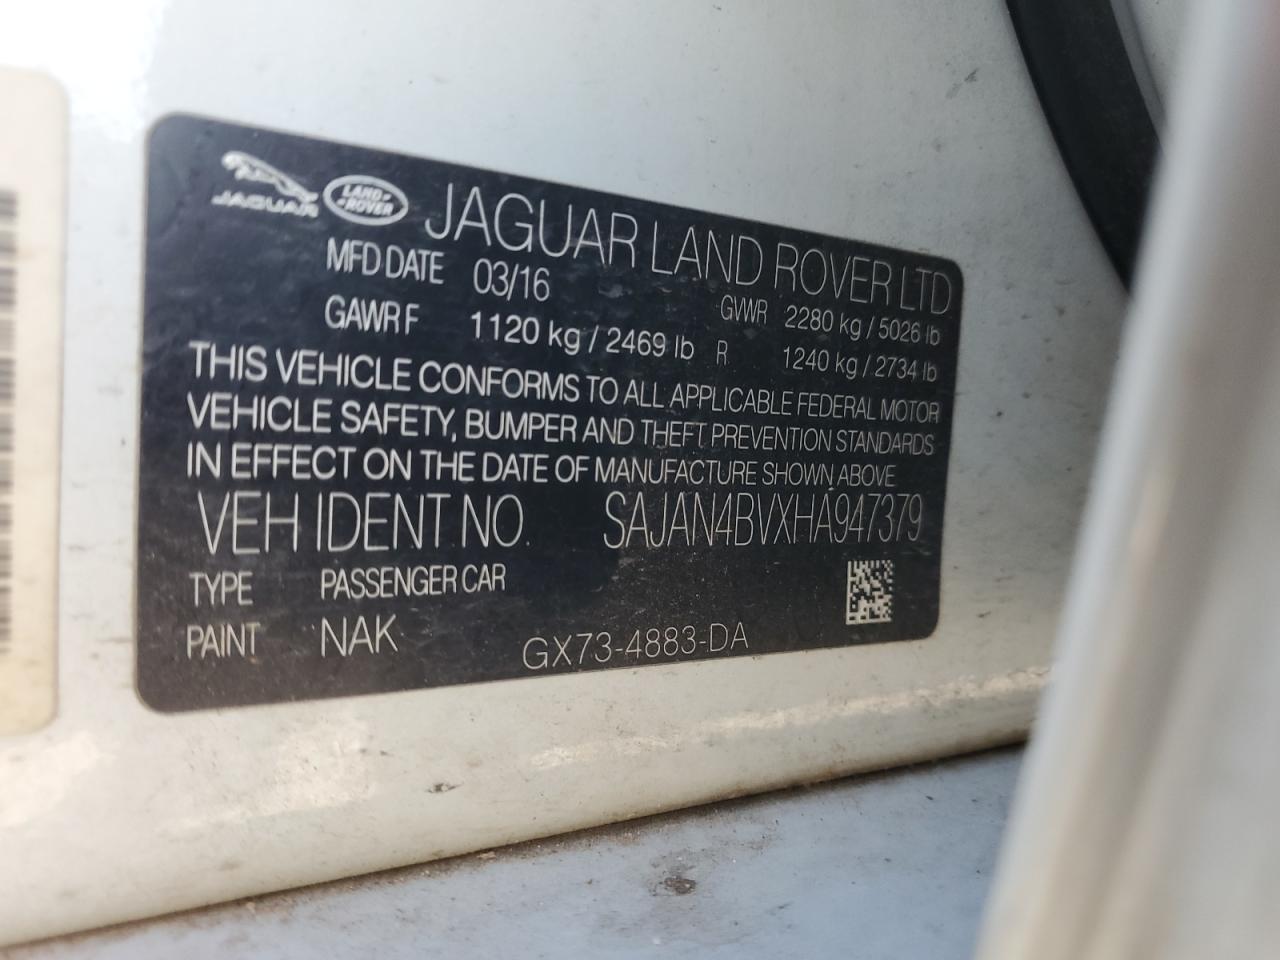 JAGUAR LAND ROVER JAGUAR LAND ROVER LTD
MFD DATE 03/16 GVWR 2280 kg / 5026 lb
GAWR F 1120 kg / 2469 lb R 1240 kg / 2734 lb
THIS VEHICLE CONFORMS TO ALL APPLICABLE FEDERAL MOTOR
VEHICLE SAFETY, BUMPER AND THEFT PREVENTION STANDARDS
IN EFFECT ON THE DATE OF MANUFACTURE SHOWN ABOVE
VEH IDENT NO. SAJAN4BVXHA947379
TYPE PASSENGER CAR
PAINT NAK GX73-4883-DA